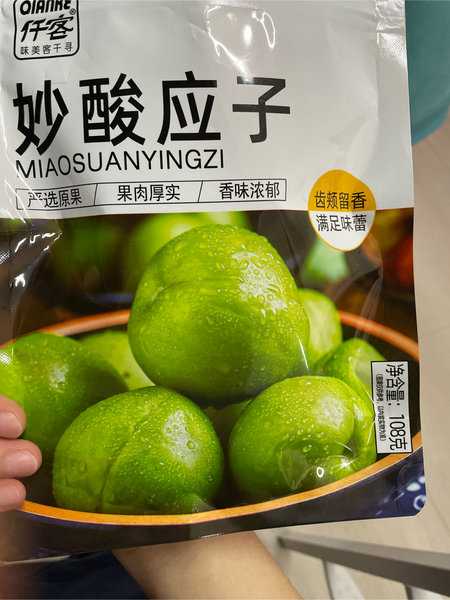 QIANKE
仟客®
味美客千寻
妙酸应子
MIAOSUANYINGZI
严选原果 果肉厚实 香味浓郁
齿颊留香
满足味蕾
净含量：108克